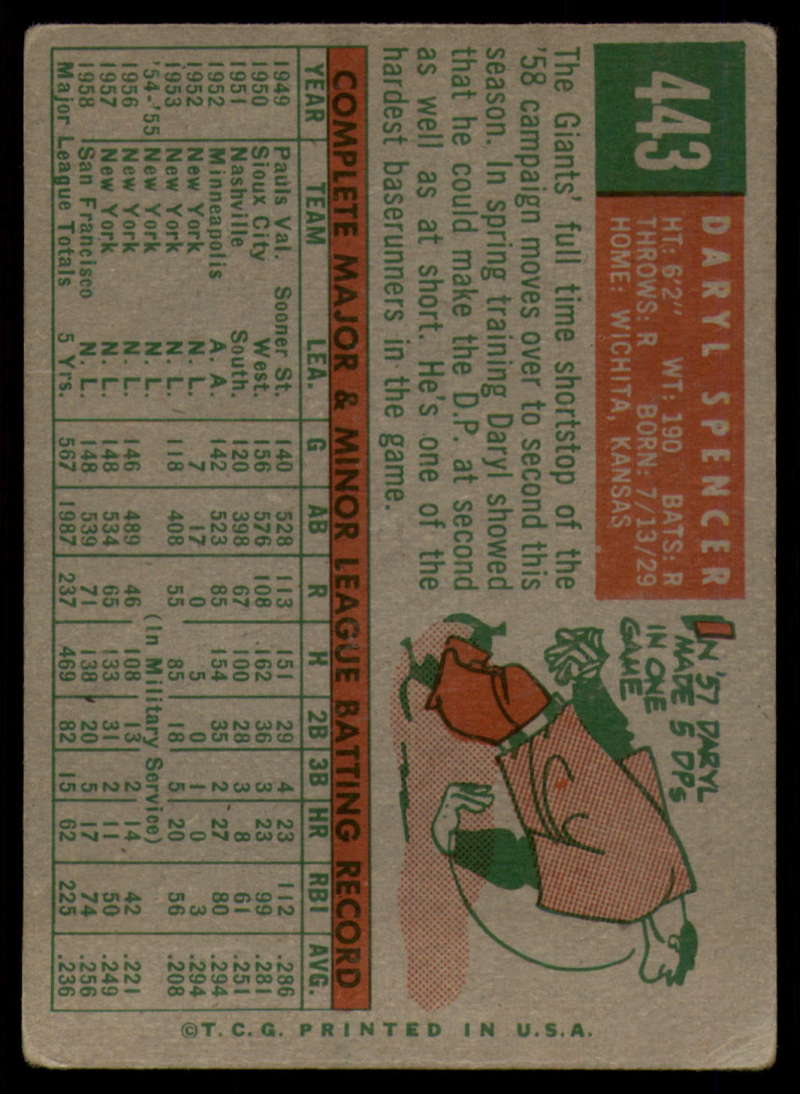 443
DARYL SPENCER
HT: 6'2" WT: 190 BATS: R
THROWS: R BORN: 7/13/29
HOME: WICHITA, KANSAS
The Giants' full time shortstop of the
'58 campaign moves over to second this
season. In spring training Daryl showed
that he could make the D.P. at second
as well as at short. He's one of the
hardest baserunners in the game.
IN '57 DARYL
MADE 5 DPs
IN ONE
GAME
COMPLETE MAJOR & MINOR LEAGUE BATTING RECORD
YEAR TEAM LEA. G AB R H 2B 3B HR RBI AVG.
1949 Pauls Val. Sooner St. 140 528 113 151 29 4 23 112 .286
1950 Sioux City West. 156 576 108 .162 36 3 23 99 .281
1951 Nashville South. 120 398 67 100 28 3 8 61 .251
1952 Minneapolis A. A. 142 523 85 154 35 2 27 80 .294
1952 New York N. L. 7 17 0 5 0 1 0 3 .294
1953 New York N. L. 118 408 55 85 18 5 20 56 .208
'54-'55 New York N. L. (In Military Service)
1956 New York N. L. 146 489 46 108 13 2 14 42 .221
1957 New York N. L. 148 534 65 133 31 2 11 50 .249
1958 San Francisco N. L. 148 539 71 138 20 5 17 74 .256
Major League Totals 5 Yrs. 567 1987 237 469 82 15 62 225 .236
©T.C.G. PRINTED IN U.S.A.